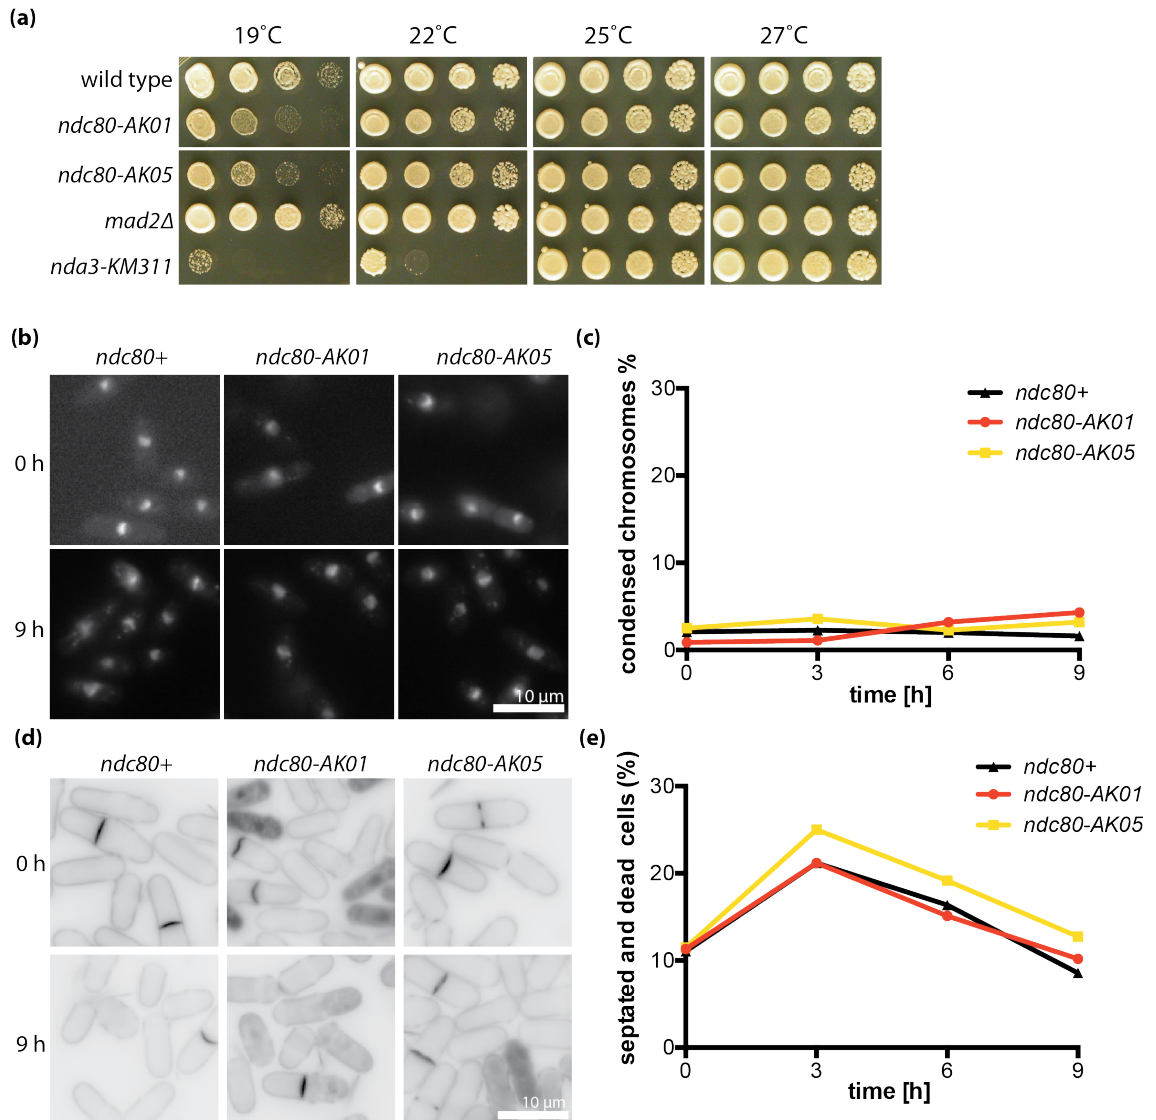 (a)
19˚C 22˚C 25˚C 27˚C
wild type
ndc80-AK01
ndc80-AK05
mad2Δ
nda3-KM311
(b)
ndc80+ ndc80-AK01 ndc80-AK05
0 h
9 h
10 µm
(c)
condensed chromosomes %
30
20
10
0
0 3 6 9
time [h]
ndc80+
ndc80-AK01
ndc80-AK05
(d)
ndc80+ ndc80-AK01 ndc80-AK05
0 h
9 h
10 µm
(e)
septated and dead cells (%)
30
20
10
0
0 3 6 9
time [h]
ndc80+
ndc80-AK01
ndc80-AK05